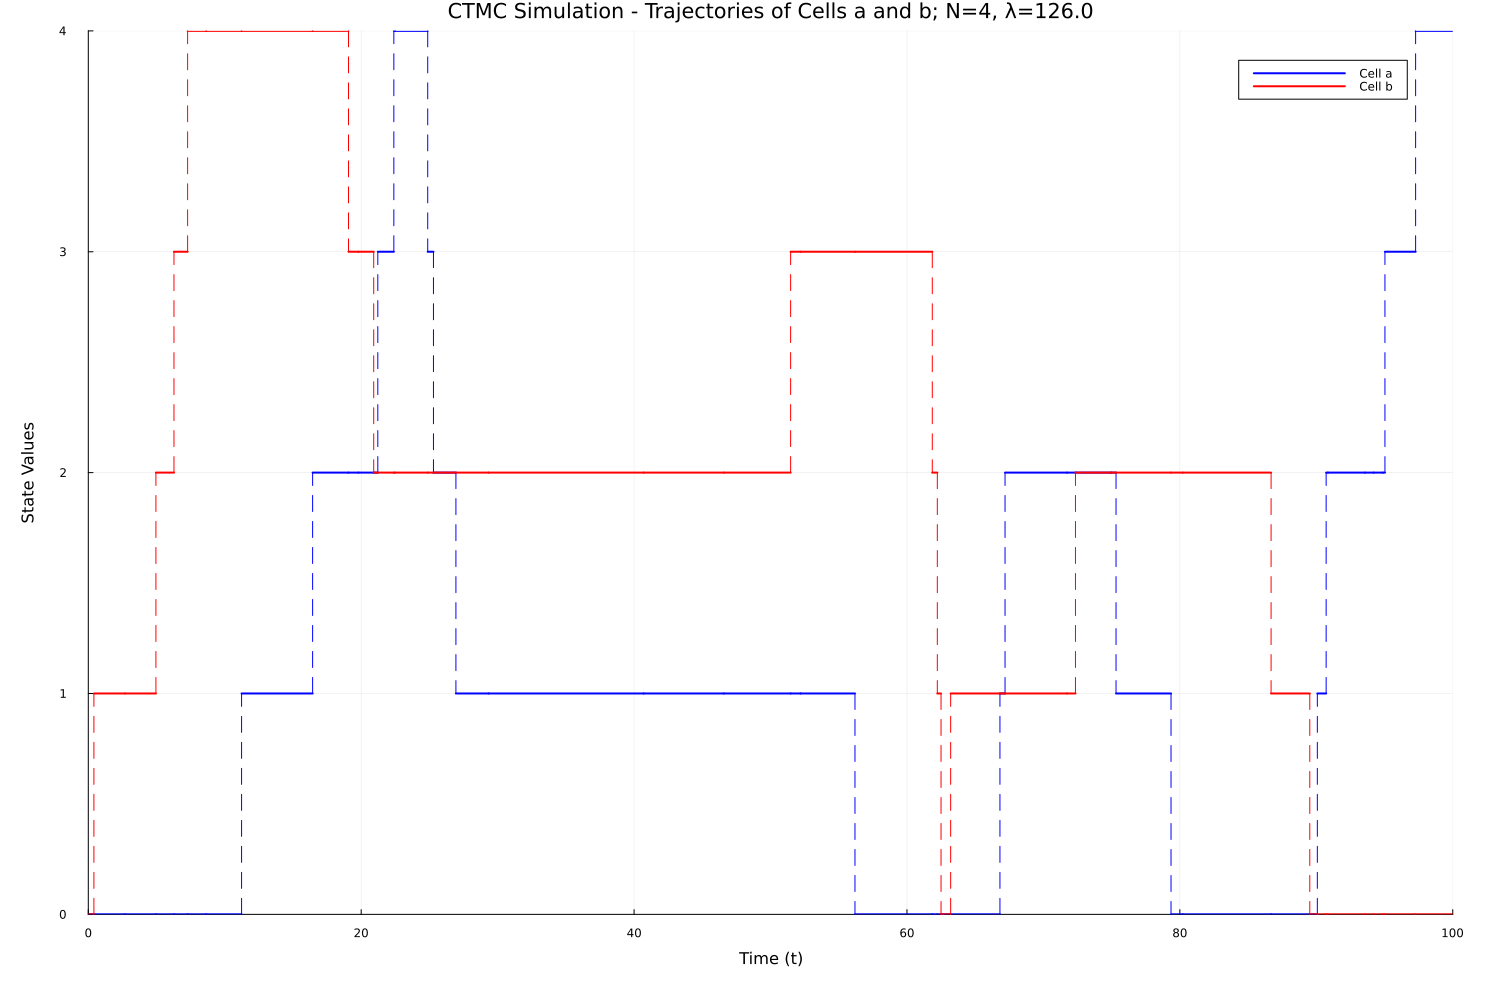 CTMC Simulation - Trajectories of Cells a and b; N=4, λ=126.0
Cell a
Cell b
State Values
4
3
2
1
0
0 20 40 60 80 100
Time (t)